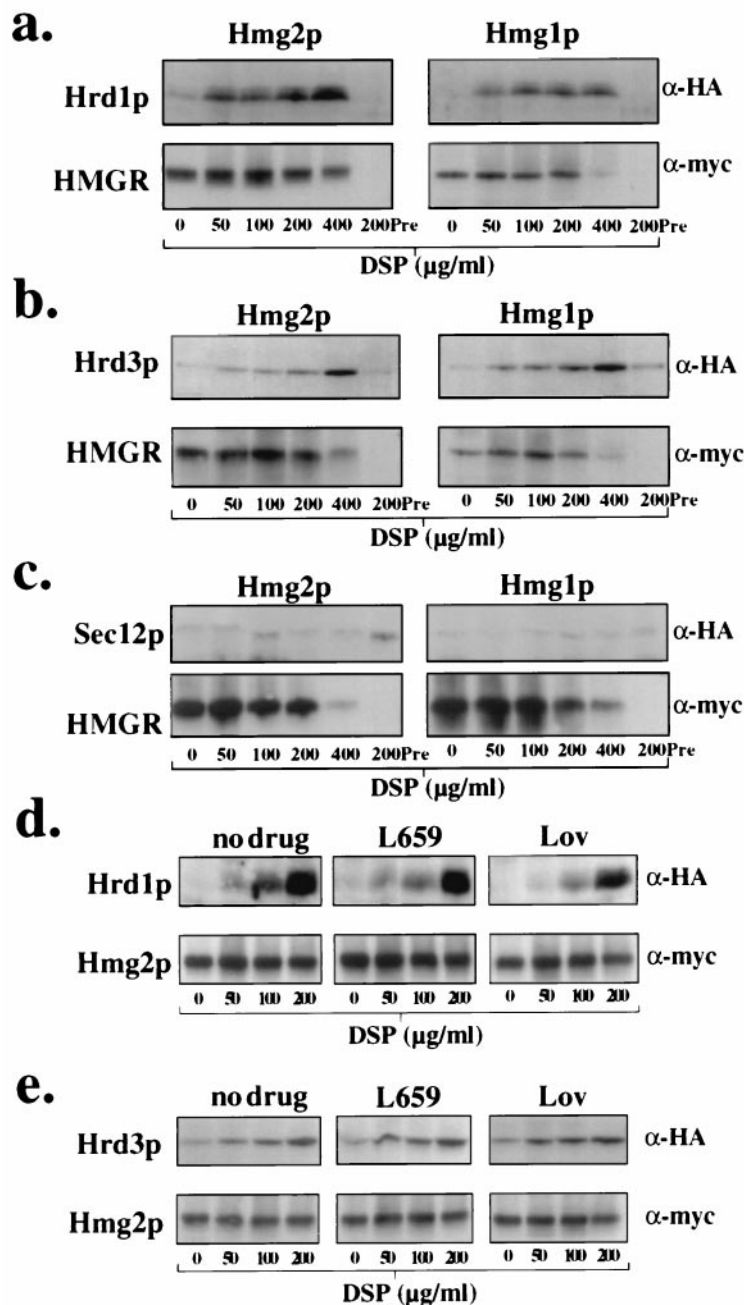 a.
Hmg2p Hmg1p
Hrd1p α-HA
HMGR α-myc
0 50 100 200 400 200Pre 0 50 100 200 400 200Pre
DSP (µg/ml)
b.
Hmg2p Hmg1p
Hrd3p α-HA
HMGR α-myc
0 50 100 200 400 200Pre 0 50 100 200 400 200Pre
DSP (µg/ml)
c.
Hmg2p Hmg1p
Sec12p α-HA
HMGR α-myc
0 50 100 200 400 200Pre 0 50 100 200 400 200Pre
DSP (µg/ml)
d.
no drug L659 Lov
Hrd1p α-HA
Hmg2p α-myc
0 50 100 200 0 50 100 200 0 50 100 200
DSP (µg/ml)
e.
no drug L659 Lov
Hrd3p α-HA
Hmg2p α-myc
0 50 100 200 0 50 100 200 0 50 100 200
DSP (µg/ml)